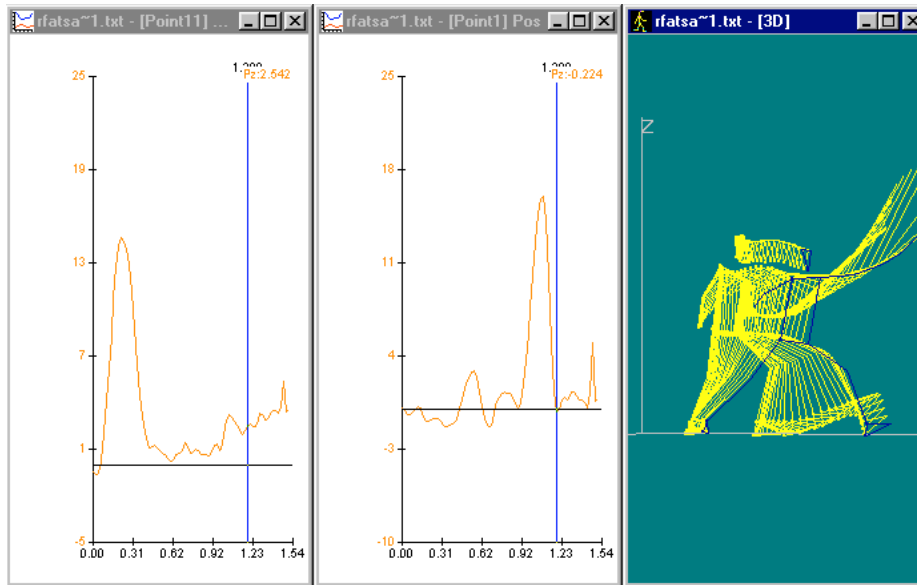 rfatsa~1.txt - [Point11] ...
Pz:2.542
25
19
13
7
1
-5
0.00 0.31 0.62 0.92 1.23 1.54
rfatsa~1.txt - [Point1] Pos
Pz:-0.224
25
18
11
4
-3
-10
0.00 0.31 0.62 0.92 1.23 1.54
rfatsa~1.txt - [3D]
Z